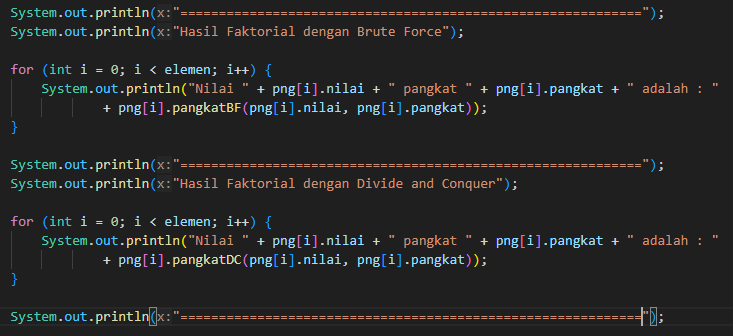 System.out.println(x:"============================================================");
System.out.println(x:"Hasil Faktorial dengan Brute Force");
for (int i = 0; i < elemen; i++) {
System.out.println("Nilai " + png[i].nilai + " pangkat " + png[i].pangkat + " adalah : "
+ png[i].pangkatBF(png[i].nilai, png[i].pangkat));
}
System.out.println(x:"============================================================");
System.out.println(x:"Hasil Faktorial dengan Divide and Conquer");
for (int i = 0; i < elemen; i++) {
System.out.println("Nilai " + png[i].nilai + " pangkat " + png[i].pangkat + " adalah : "
+ png[i].pangkatDC(png[i].nilai, png[i].pangkat));
}
System.out.println(x:"============================================================");